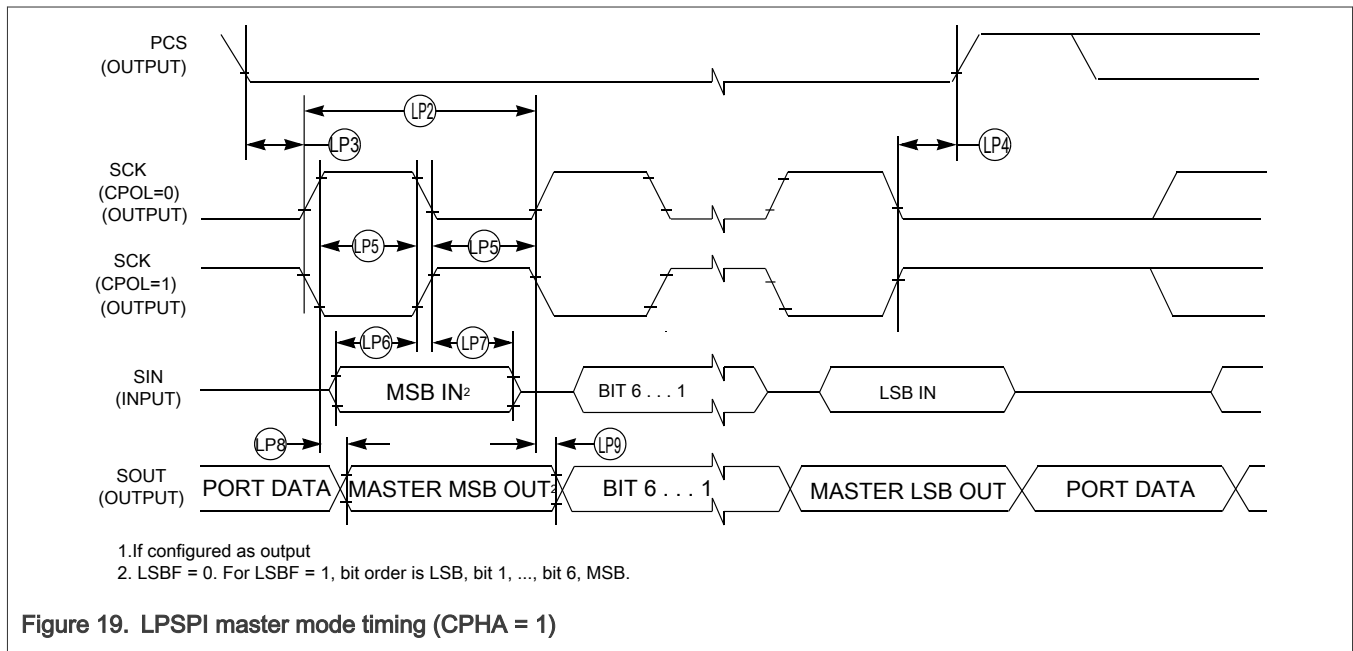 PCS
(OUTPUT)
LP2
LP3
LP4
SCK
(CPOL=0)
(OUTPUT)
LP5
LP5
SCK
(CPOL=1)
(OUTPUT)
LP6
LP7
SIN
(INPUT)
MSB IN2
BIT 6 . . . 1
LSB IN
LP8
LP9
SOUT
(OUTPUT)
PORT DATA
MASTER MSB OUT2
BIT 6 . . . 1
MASTER LSB OUT
PORT DATA
1.If configured as output
2. LSBF = 0. For LSBF = 1, bit order is LSB, bit 1, ..., bit 6, MSB.
Figure 19. LPSPI master mode timing (CPHA = 1)